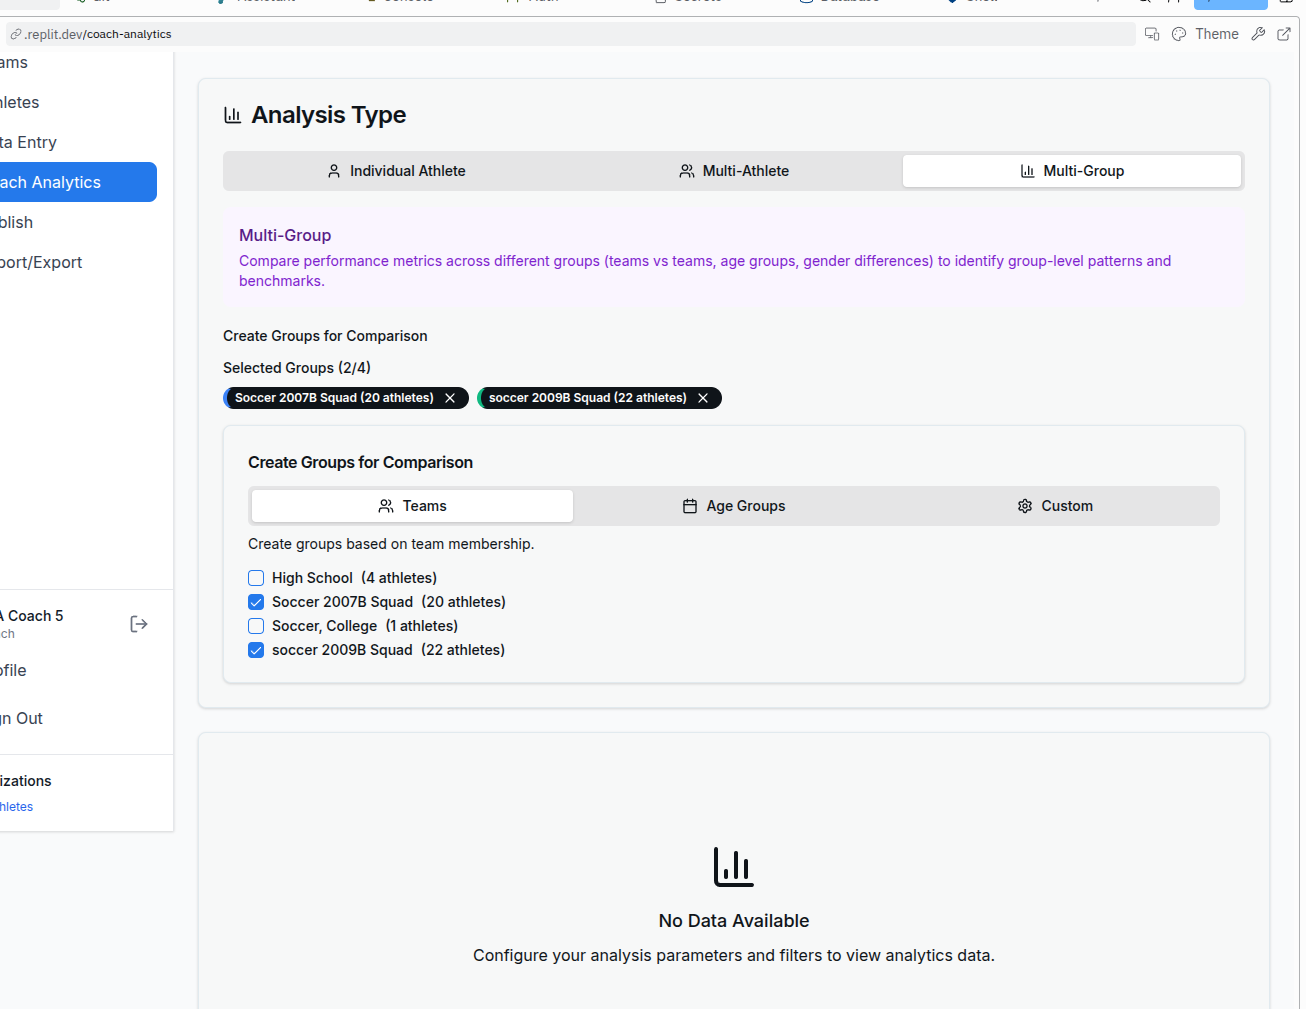 .replit.dev/coach-analytics
Theme
ams
hletes
ta Entry
ach Analytics
blish
port/Export
A Coach 5
ch
ofile
gn Out
izations
hletes
Analysis Type
Individual Athlete
Multi-Athlete
Multi-Group
Multi-Group
Compare performance metrics across different groups (teams vs teams, age groups, gender differences) to identify group-level patterns and
benchmarks.
Create Groups for Comparison
Selected Groups (2/4)
Soccer 2007B Squad (20 athletes)
soccer 2009B Squad (22 athletes)
Create Groups for Comparison
Teams
Age Groups
Custom
Create groups based on team membership.
High School (4 athletes)
Soccer 2007B Squad (20 athletes)
Soccer, College (1 athletes)
soccer 2009B Squad (22 athletes)
No Data Available
Configure your analysis parameters and filters to view analytics data.